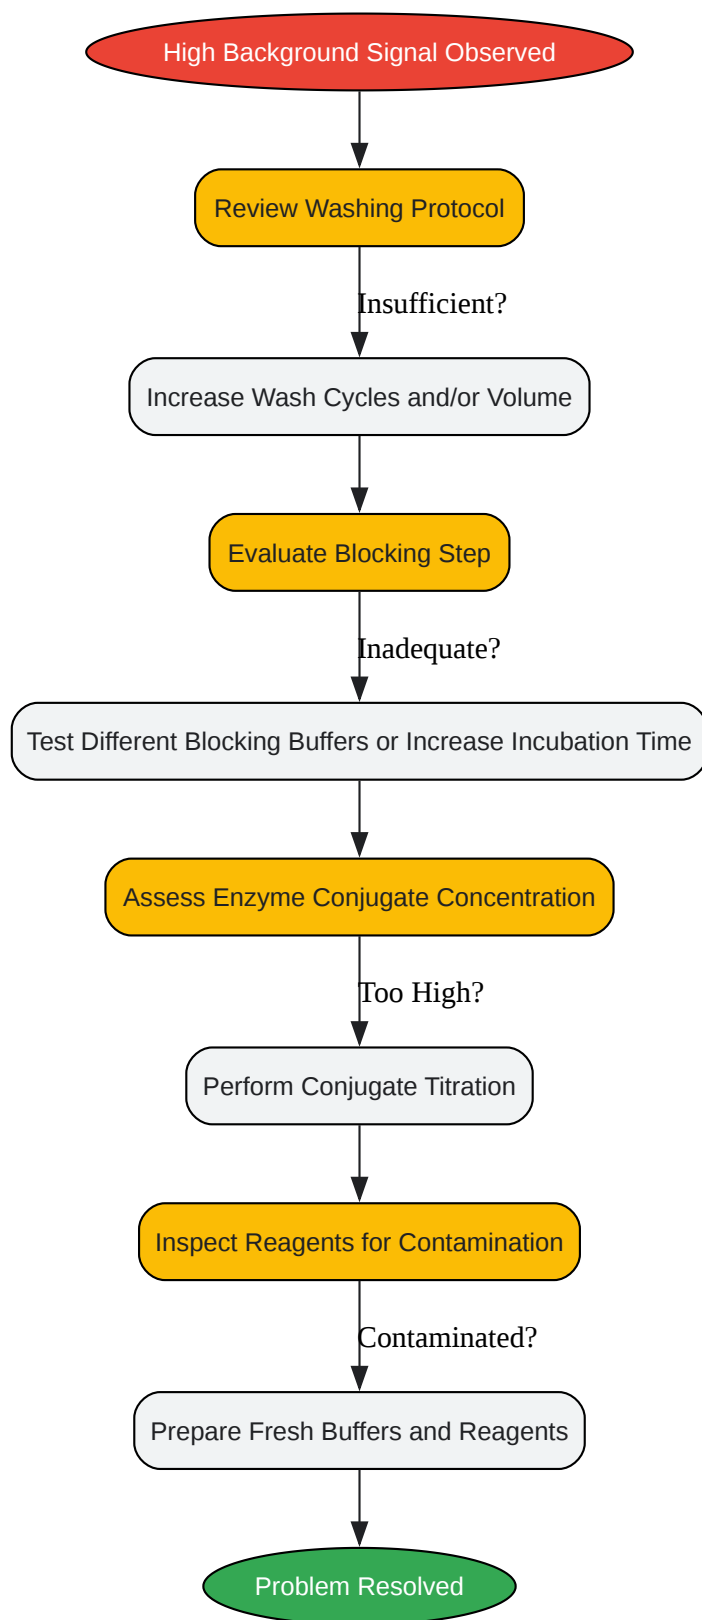 High Background Signal Observed
Review Washing Protocol
Insufficient?
Increase Wash Cycles and/or Volume
Evaluate Blocking Step
Inadequate?
Test Different Blocking Buffers or Increase Incubation Time
Assess Enzyme Conjugate Concentration
Too High?
Perform Conjugate Titration
Inspect Reagents for Contamination
Contaminated?
Prepare Fresh Buffers and Reagents
Problem Resolved